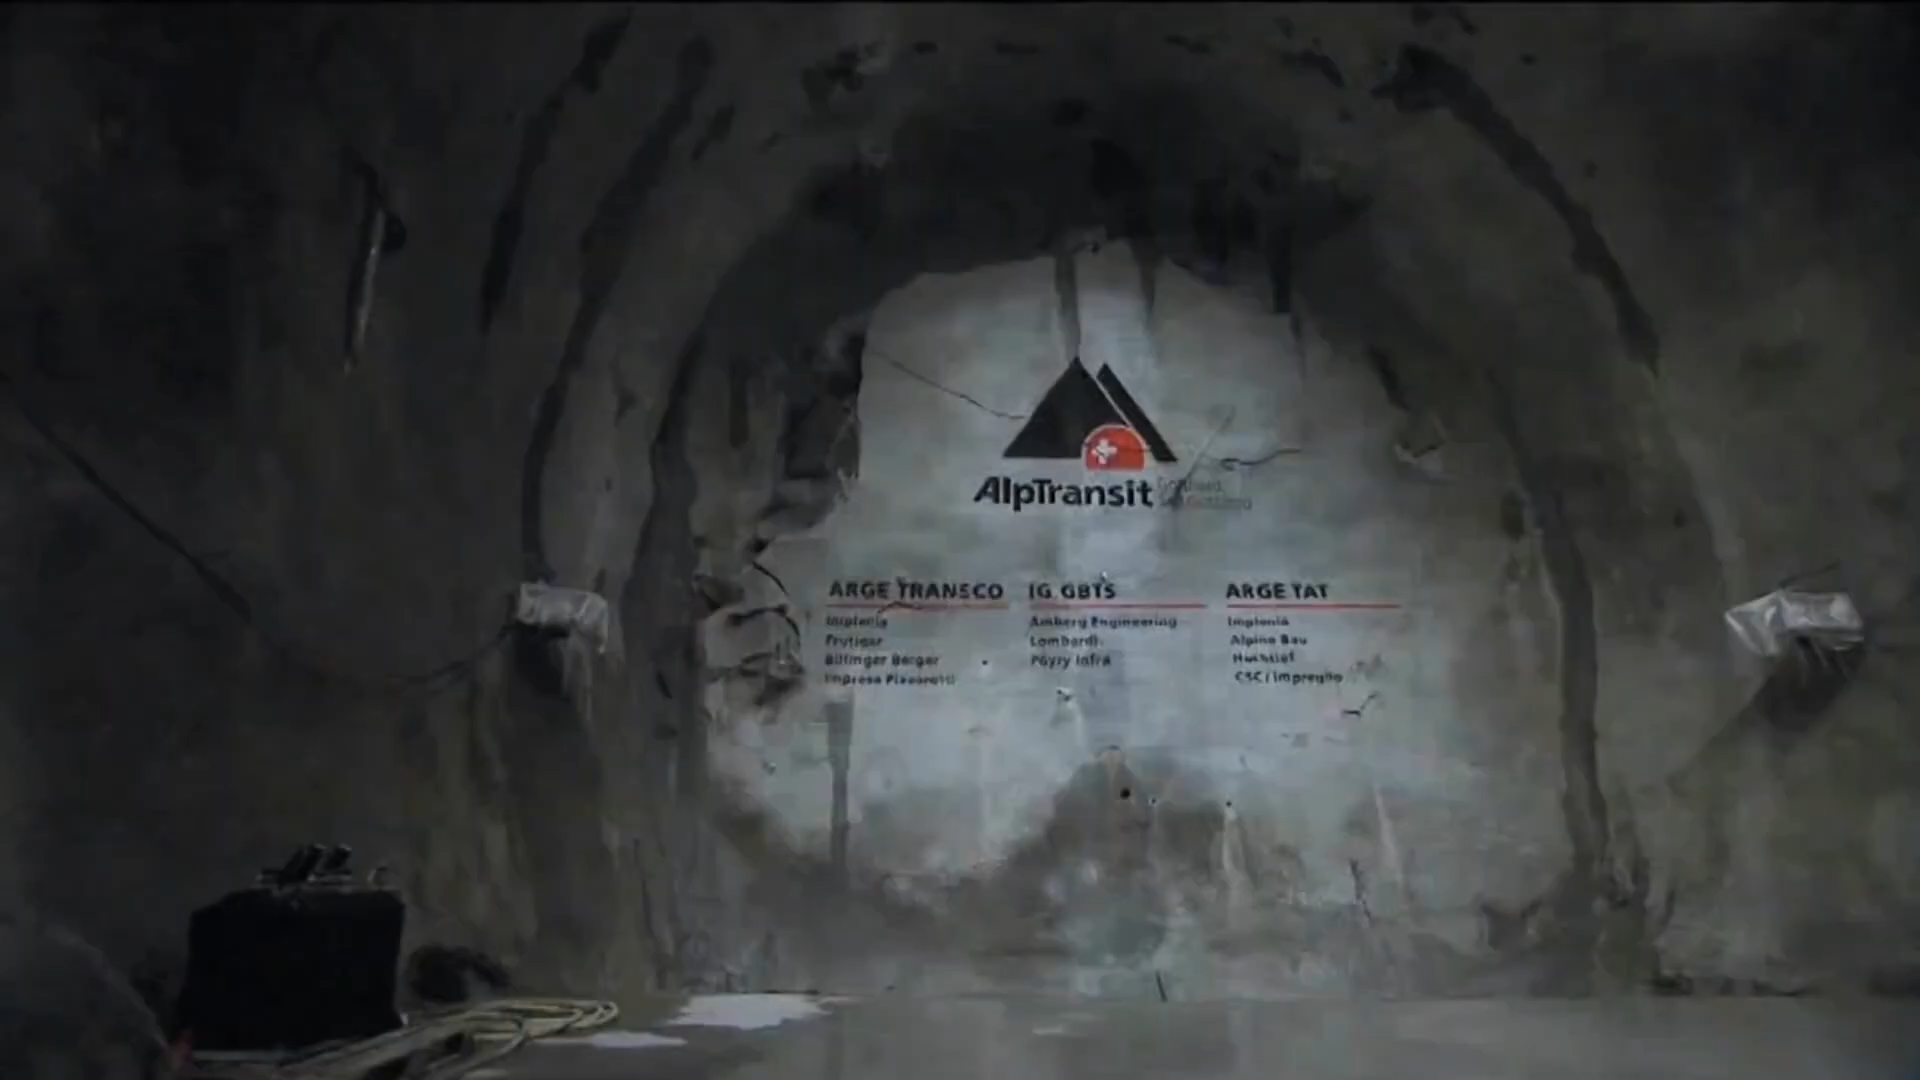 AlpTransit
ARGE TRANSCO
Implenia
Frutiger
Bilfinger Berger
Impresa Pizzarotti
IG GBTS
Amberg Engineering
Lombardi
Pöyry Infra
ARGE TAT
Implenia
Alpine Bau
Hochtief
CSC / Impreglio